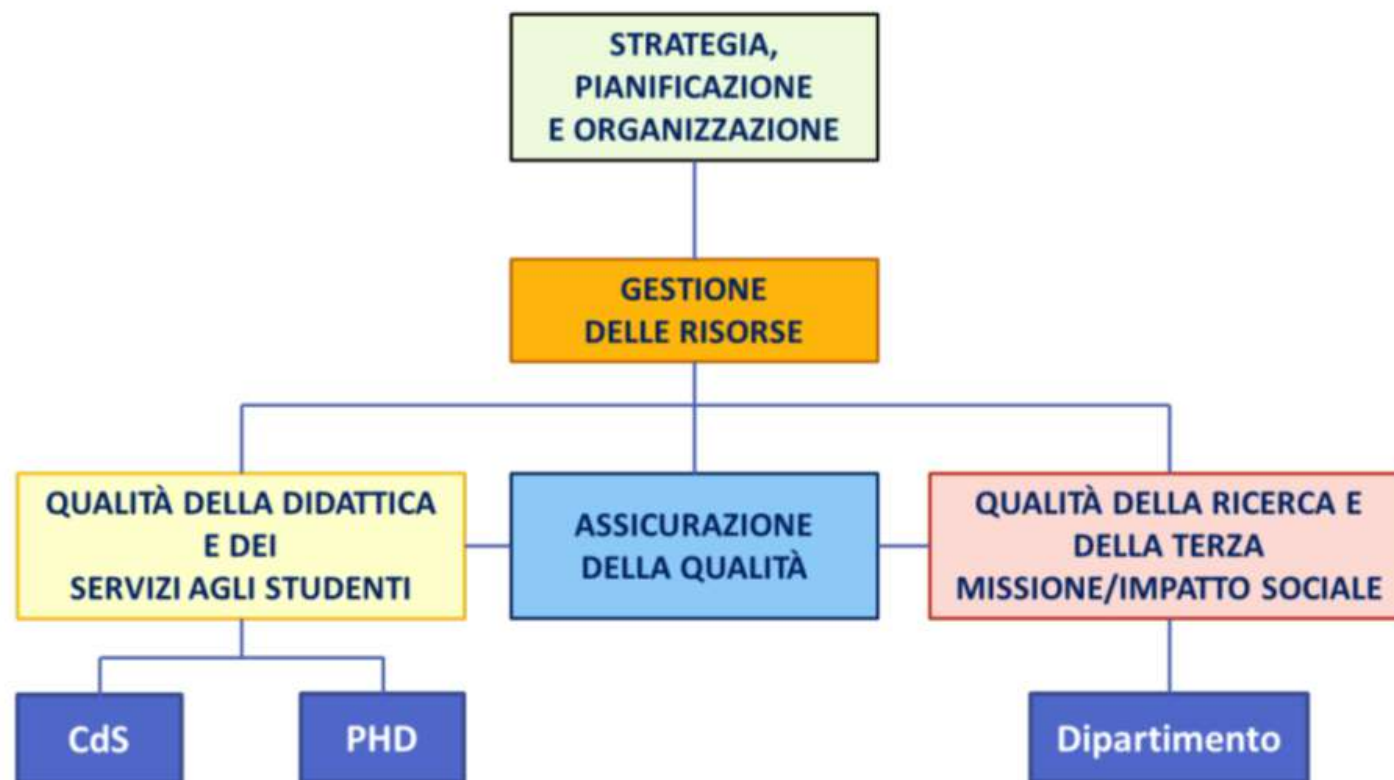 STRATEGIA,
PIANIFICAZIONE
E ORGANIZZAZIONE
GESTIONE
DELLE RISORSE
QUALITÀ DELLA DIDATTICA
E DEI
SERVIZI AGLI STUDENTI
ASSICURAZIONE
DELLA QUALITÀ
QUALITÀ DELLA RICERCA E
DELLA TERZA
MISSIONE/IMPATTO SOCIALE
CdS
PHD
Dipartimento